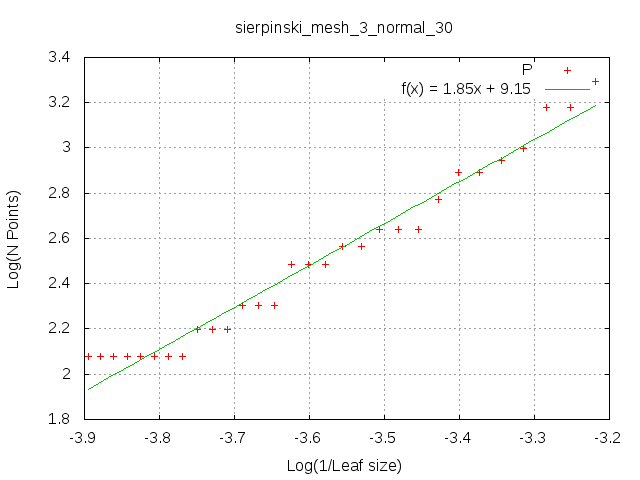 sierpinski_mesh_3_normal_30
3.4
3.2
3
2.8
2.6
2.4
2.2
2
1.8
Log(N Points)
P
f(x) = 1.85x + 9.15
-3.9 -3.8 -3.7 -3.6 -3.5 -3.4 -3.3 -3.2
Log(1/Leaf size)